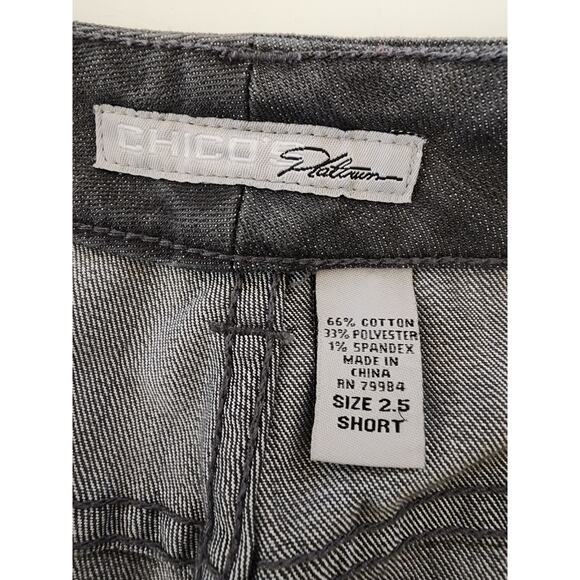 CHICO'S Platinum
66% COTTON
33% POLYESTER
1% SPANDEX
MADE IN
CHINA
RN 79984
SIZE 2.5
SHORT